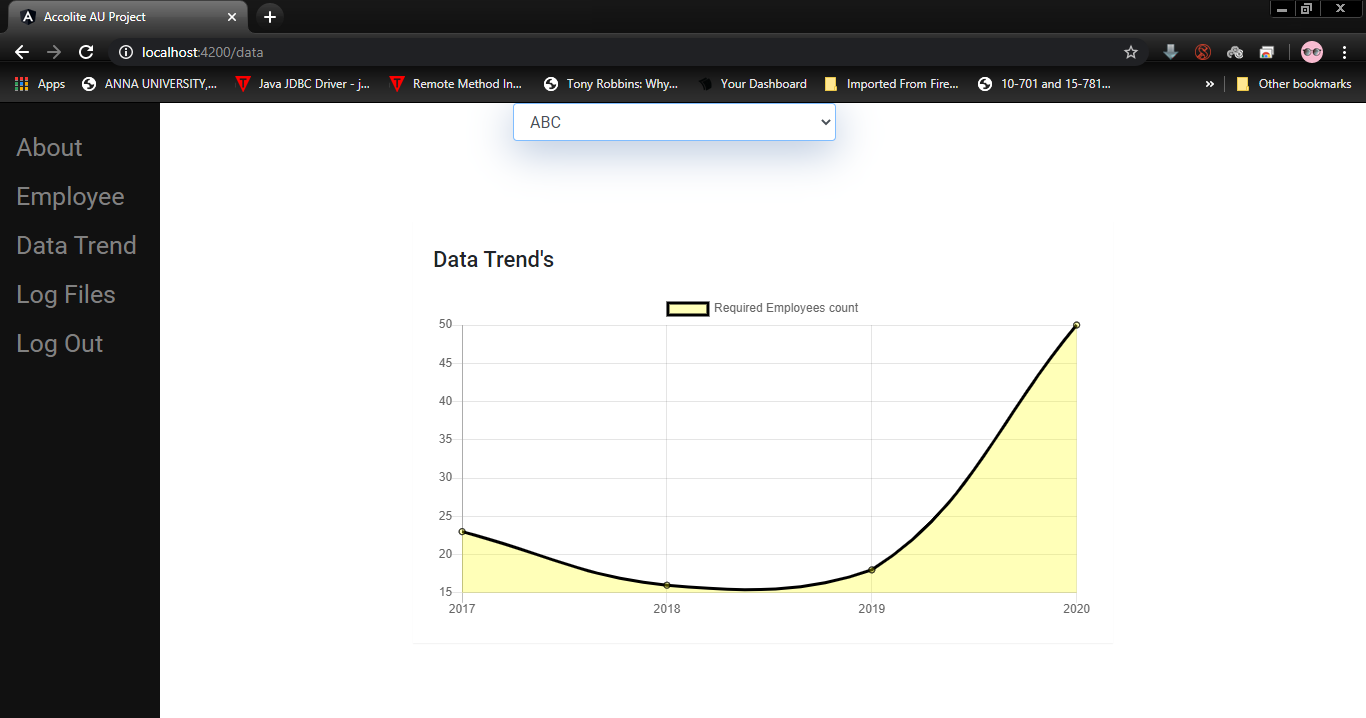 Accolite AU Project
localhost:4200/data
Apps ANNA UNIVERSITY,... Java JDBC Driver - j... Remote Method In... Tony Robbins: Why... Your Dashboard Imported From Fire... 10-701 and 15-781... » Other bookmarks
ABC
About
Employee
Data Trend
Log Files
Log Out
Data Trend's
Required Employees count
50
45
40
35
30
25
20
15
2017 2018 2019 2020